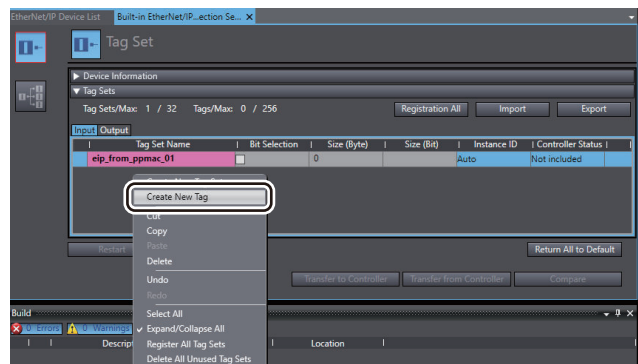 EtherNet/IP Device List Built-in EtherNet/IP...ection Se... X
Tag Set
Device Information
Tag Sets
Tag Sets/Max: 1 / 32 Tags/Max: 0 / 256 Registration All Import Export
Input Output
Tag Set Name Bit Selection Size (Byte) Size (Bit) Instance ID Controller Status
eip_from_ppmac_01 0 Auto Not included
Create New Tag
Cut
Copy
Restart Paste Return All to Default
Delete
Undo Transfer to Controller Transfer from Controller Compare
Redo
Build Select All
0 Errors 0 Warnings Expand/Collapse All
Register All Tag Sets Location
Delete All Unused Tag Sets